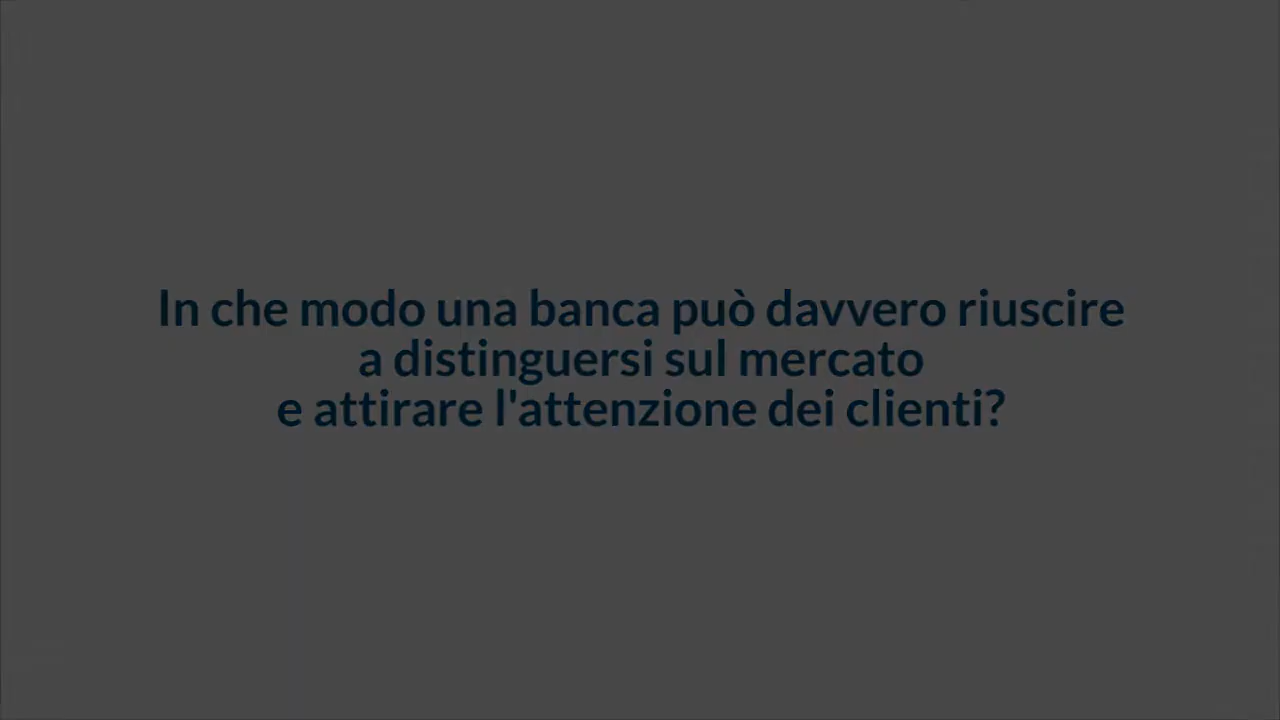 In che modo una banca può davvero riuscire
a distinguersi sul mercato
e attirare l'attenzione dei clienti?